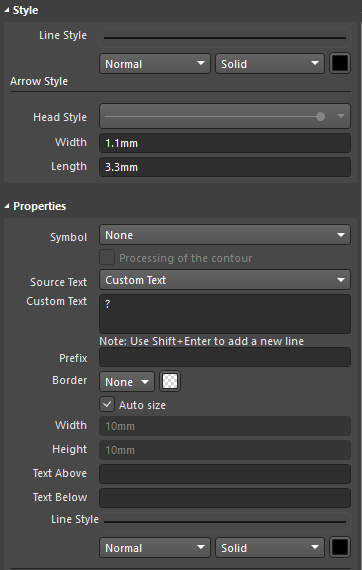 Style
Line Style
Normal Solid
Arrow Style
Head Style
Width 1.1mm
Length 3.3mm
Properties
Symbol None
Processing of the contour
Source Text Custom Text
Custom Text ?
Note: Use Shift+Enter to add a new line
Prefix
Border None
Auto size
Width 10mm
Height 10mm
Text Above
Text Below
Line Style
Normal Solid